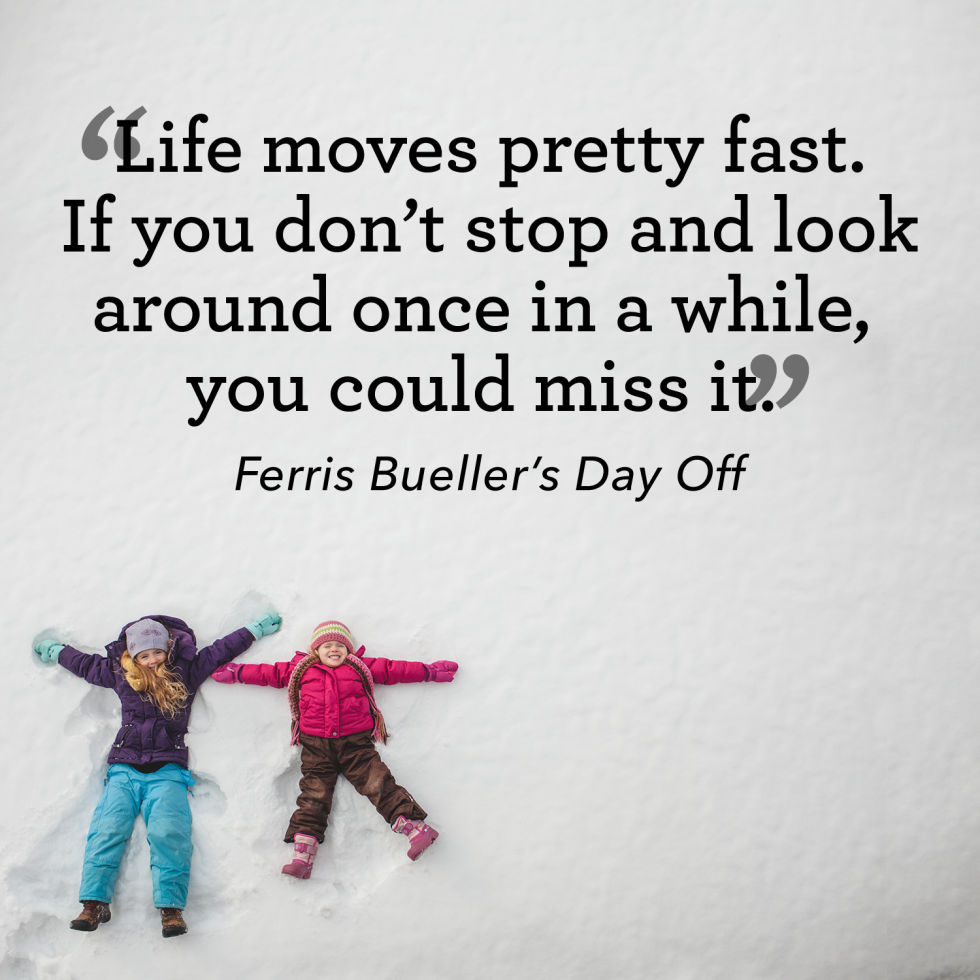 “Life moves pretty fast.
If you don’t stop and look
around once in a while,
you could miss it.”
Ferris Bueller’s Day Off